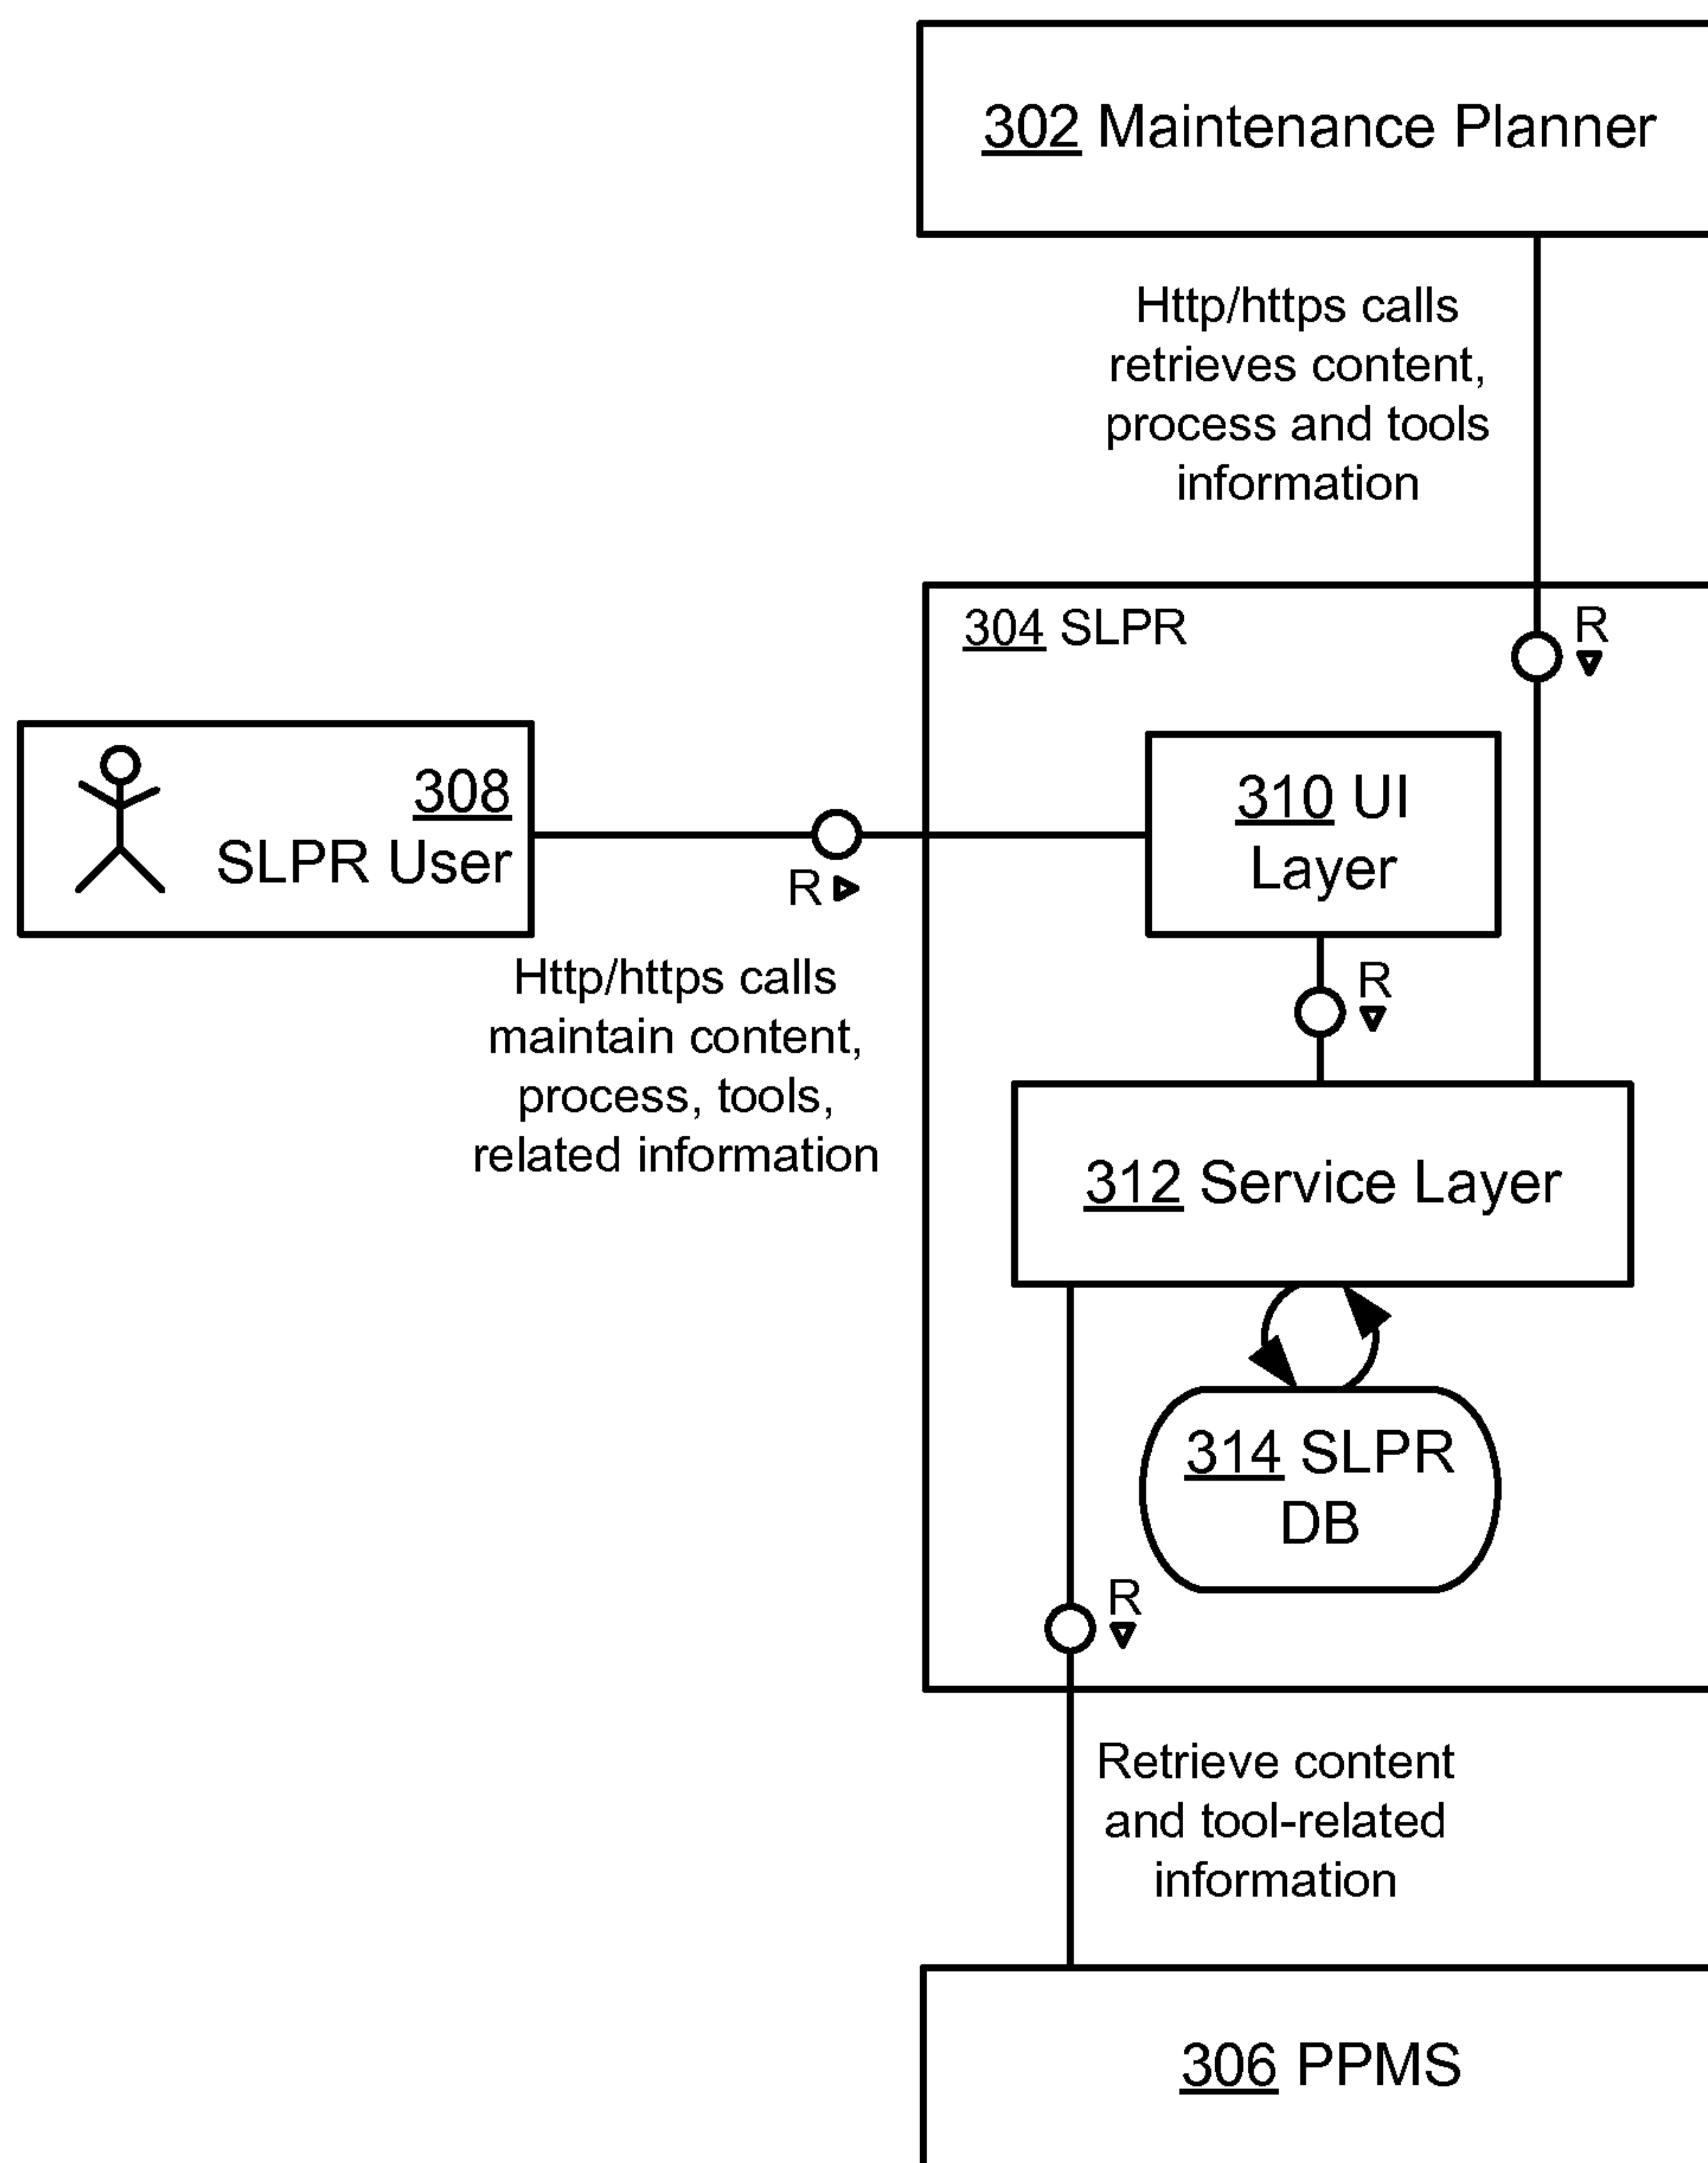 302 Maintenance Planner
Http/https calls
retrieves content,
process and tools
information
304 SLPR
R
308
SLPR User
R
310 UI
Layer
Http/https calls
maintain content,
process, tools,
related information
R
312 Service Layer
314 SLPR
DB
R
Retrieve content
and tool-related
information
306 PPMS